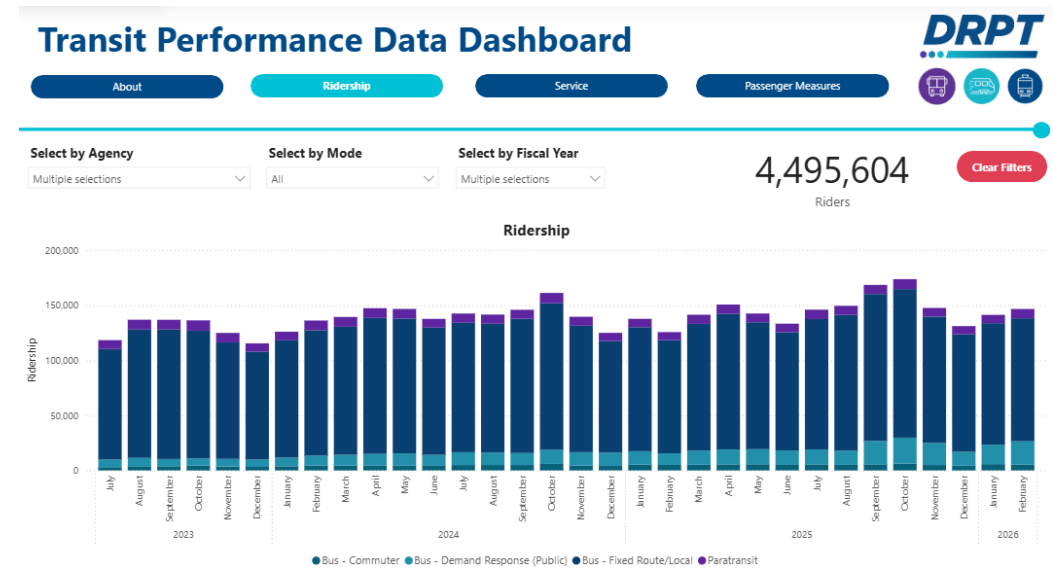 Transit Performance Data Dashboard
DRPT
About
Ridership
Service
Passenger Measures
Select by Agency
Select by Mode
Select by Fiscal Year
Multiple selections
All
Multiple selections
4,495,604
Riders
Clear Filters
Ridership
Ridership
200,000
150,000
100,000
50,000
0
July
August
September
October
November
December
January
February
March
April
May
June
July
August
September
October
November
December
January
February
March
April
May
June
July
August
September
October
November
December
January
February
2023
2024
2025
2026
Bus - Commuter
Bus - Demand Response (Public)
Bus - Fixed Route/Local
Paratransit